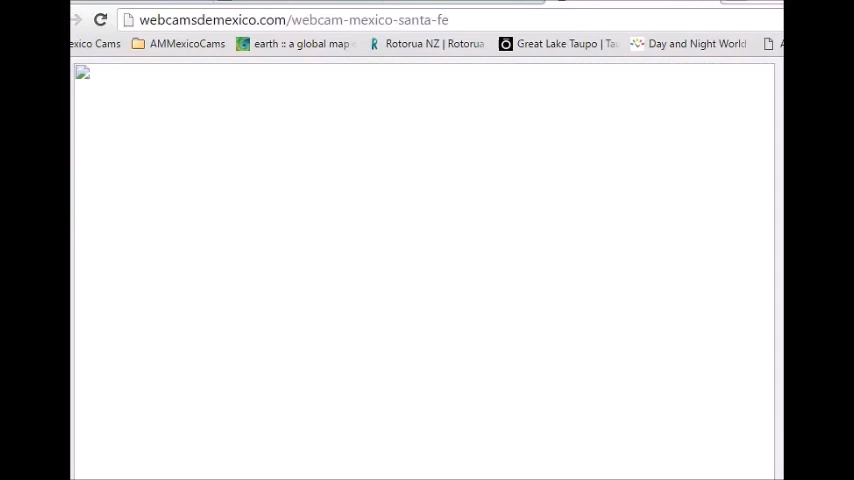 webcamsdemexico.com/webcam-mexico-santa-fe
exico Cams AMMexicoCams earth :: a global map Rotorua NZ | Rotorua Great Lake Taupo | Tau Day and Night World